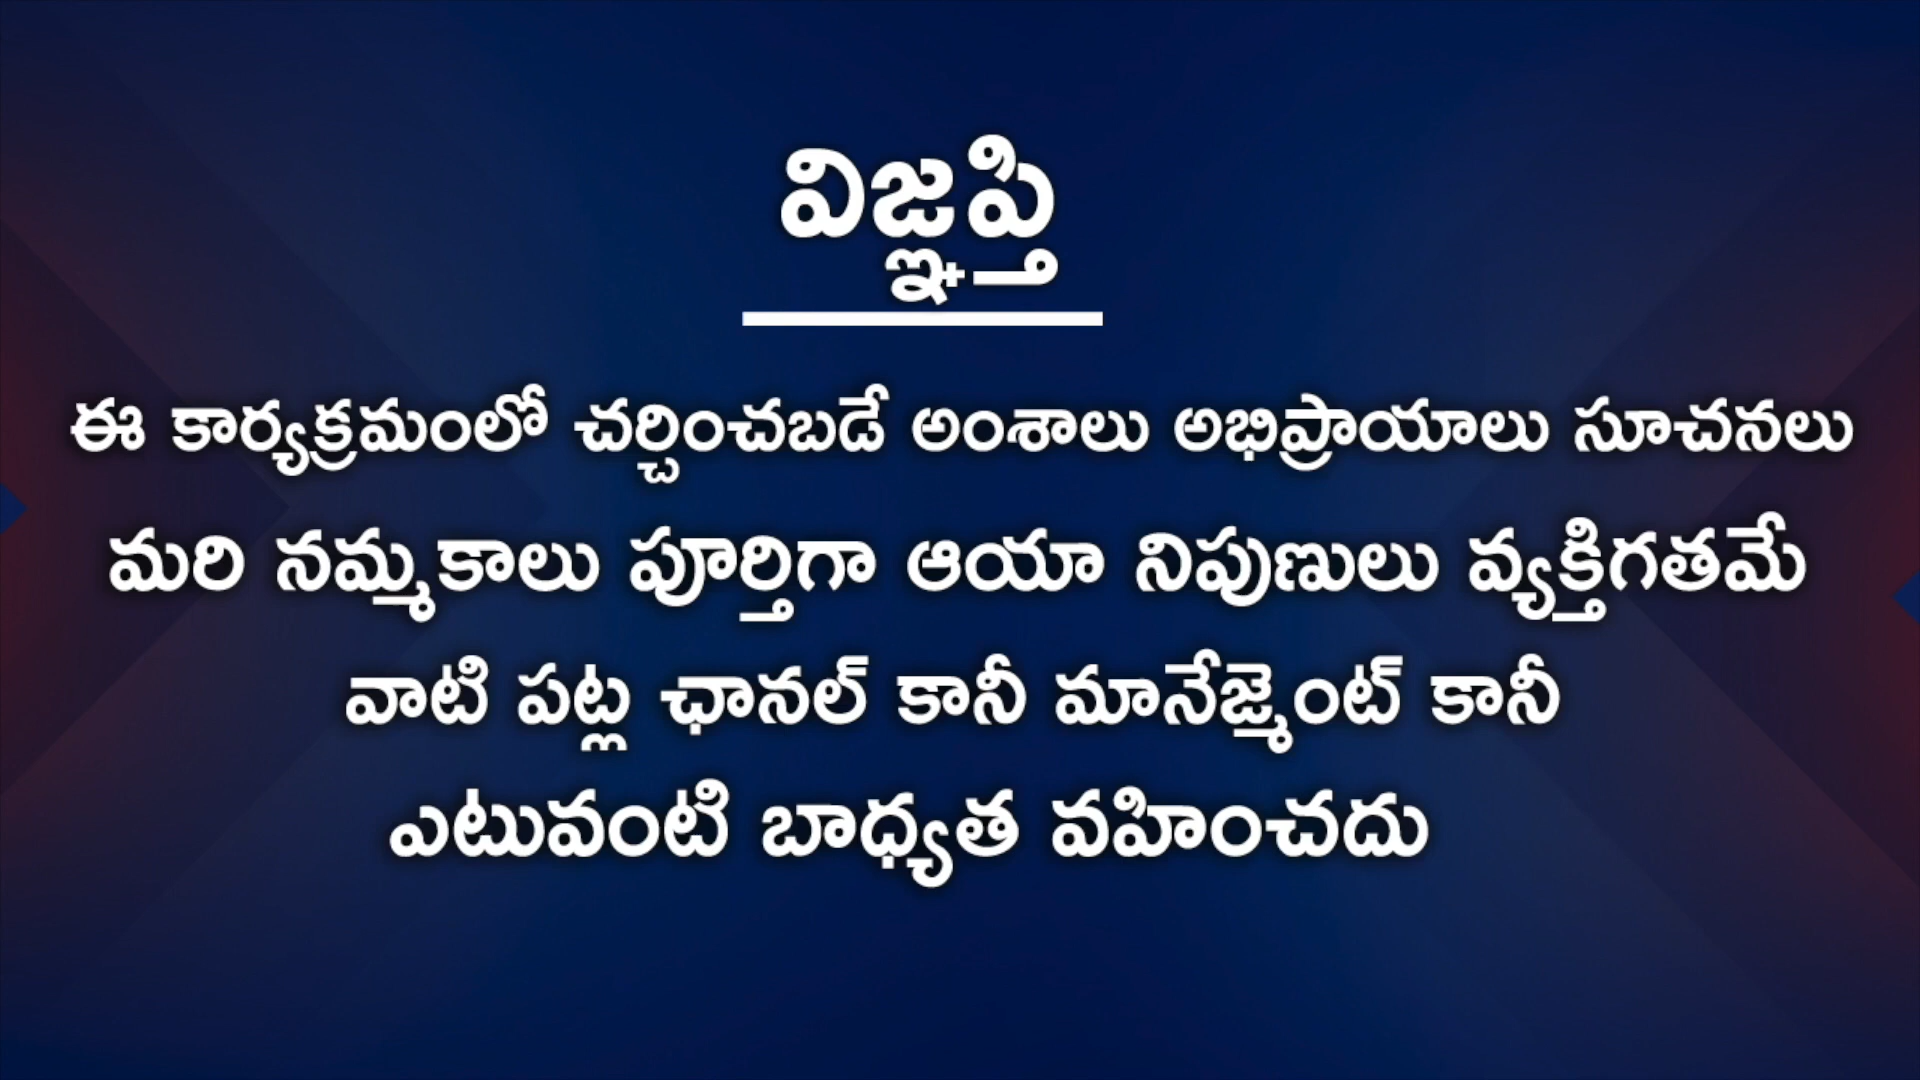 విజ్ఞప్తి
ఈ కార్యక్రమంలో చర్చించబడే అంశాలు అభిప్రాయాలు సూచనలు
మరి నమ్మకాలు పూర్తిగా ఆయా నిపుణులు వ్యక్తిగతమే
వాటి పట్ల ఛానల్ కానీ మానేజ్మెంట్ కానీ
ఎటువంటి బాధ్యత వహించదు